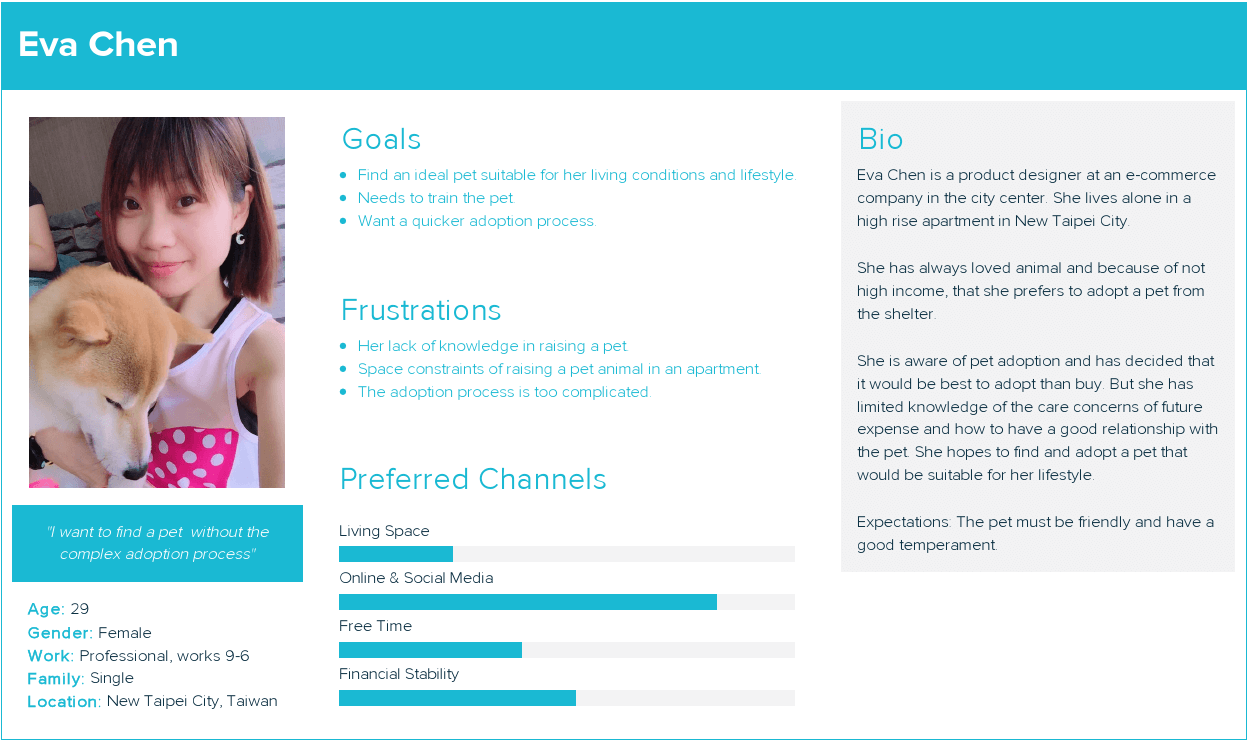 Eva Chen
"I want to find a pet  without the
complex adoption process"
Age: 29
Gender: Female
Work: Professional, works 9-6
Family: Single
Location: New Taipei City, Taiwan
Goals
Find an ideal pet suitable for her living conditions and lifestyle.
Needs to train the pet.
Want a quicker adoption process.
Frustrations
Her lack of knowledge in raising a pet.
Space constraints of raising a pet animal in an apartment.
The adoption process is too complicated.
Preferred Channels
Living Space
Online & Social Media
Free Time
Financial Stability
Bio
Eva Chen is a product designer at an e-commerce
company in the city center. She lives alone in a
high rise apartment in New Taipei City.
She has always loved animal and because of not
high income, that she prefers to adopt a pet from
the shelter.
She is aware of pet adoption and has decided that
it would be best to adopt than buy. But she has
limited knowledge of the care concerns of future
expense and how to have a good relationship with
the pet. She hopes to find and adopt a pet that
would be suitable for her lifestyle.
Expectations: The pet must be friendly and have a
good temperament.